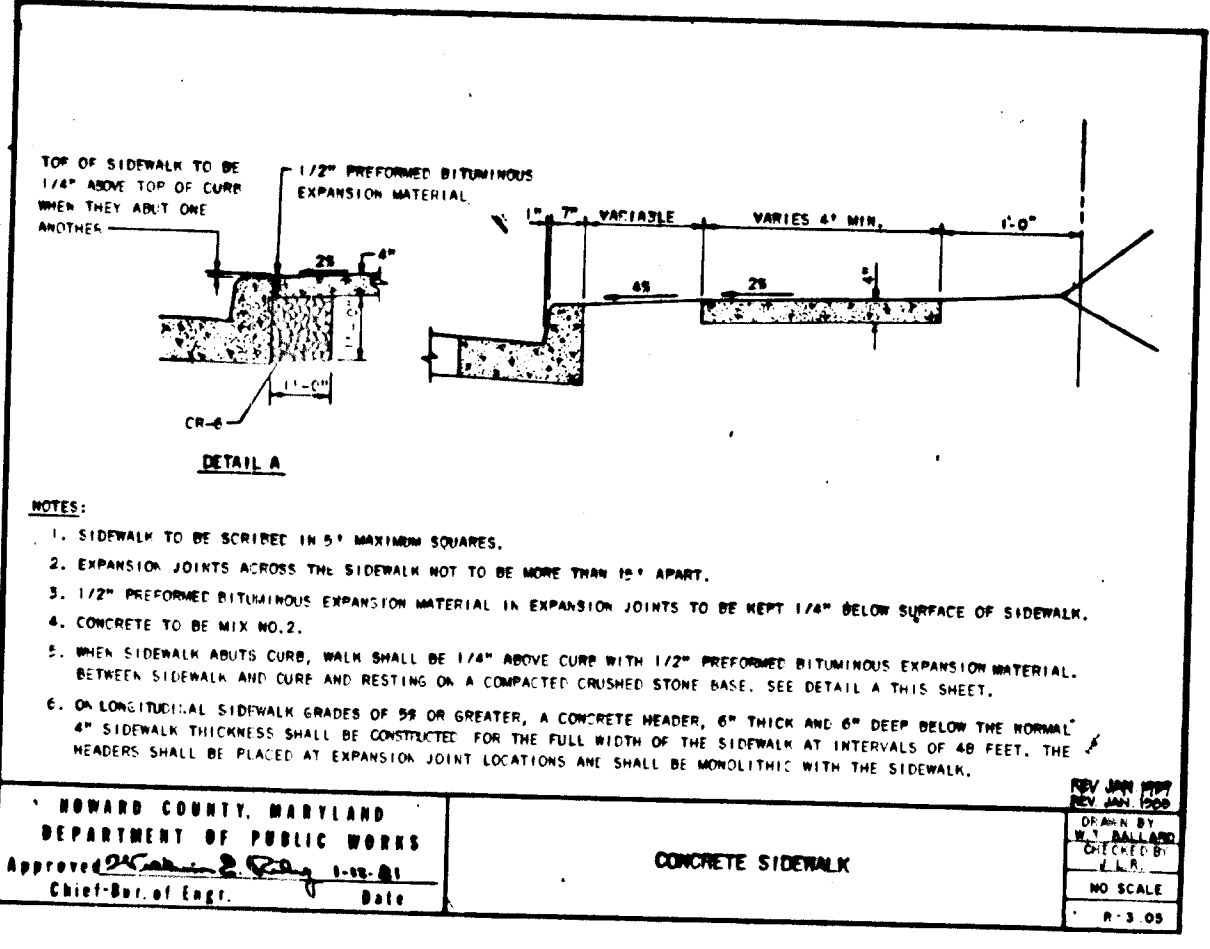 TOP OF SIDEWALK TO BE
1/4" ABOVE TOP OF CURB
WHEN THEY ABUT ONE
ANOTHER
1/2" PREFORMED BITUMINOUS
EXPANSION MATERIAL
2%
4"
1'-0"
CR-6
DETAIL A
1" 7" VARIABLE VARIES 4' MIN. 1'-0"
4% 2% 4"
NOTES:
1. SIDEWALK TO BE SCRIBED IN 5' MAXIMUM SQUARES.
2. EXPANSION JOINTS ACROSS THE SIDEWALK NOT TO BE MORE THAN APART.
3. 1/2" PREFORMED BITUMINOUS EXPANSION MATERIAL IN EXPANSION JOINTS TO BE KEPT 1/4" BELOW SURFACE OF SIDEWALK.
4. CONCRETE TO BE MIX NO.2.
5. WHEN SIDEWALK ABUTS CURB, WALK SHALL BE 1/4" ABOVE CURB WITH 1/2" PREFORMED BITUMINOUS EXPANSION MATERIAL.
BETWEEN SIDEWALK AND CURB AND RESTING ON A COMPACTED CRUSHED STONE BASE. SEE DETAIL A THIS SHEET.
6. ON LONGITUDINAL SIDEWALK GRADES OF 5% OR GREATER, A CONCRETE HEADER, 6" THICK AND 6" DEEP BELOW THE NORMAL
4" SIDEWALK THICKNESS SHALL BE CONSTRUCTED FOR THE FULL WIDTH OF THE SIDEWALK AT INTERVALS OF 48 FEET. THE
HEADERS SHALL BE PLACED AT EXPANSION JOINT LOCATIONS AND SHALL BE MONOLITHIC WITH THE SIDEWALK.
HOWARD COUNTY, MARYLAND
DEPARTMENT OF PUBLIC WORKS
Approved
Chief-Bur. of Engr. Date
CONCRETE SIDEWALK
REV JAN
REV. JAN.
DRAWN BY
W.T. BALLARD
CHECKED BY
J.L.R.
NO SCALE
R-3.05